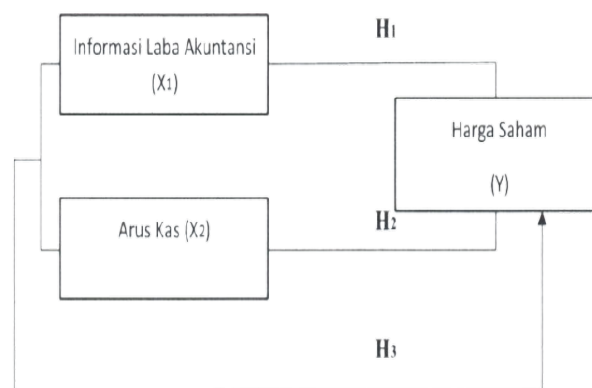 H1
Informasi Laba Akuntansi
(X1)
Harga Saham
(Y)
H2
Arus Kas (X2)
H3